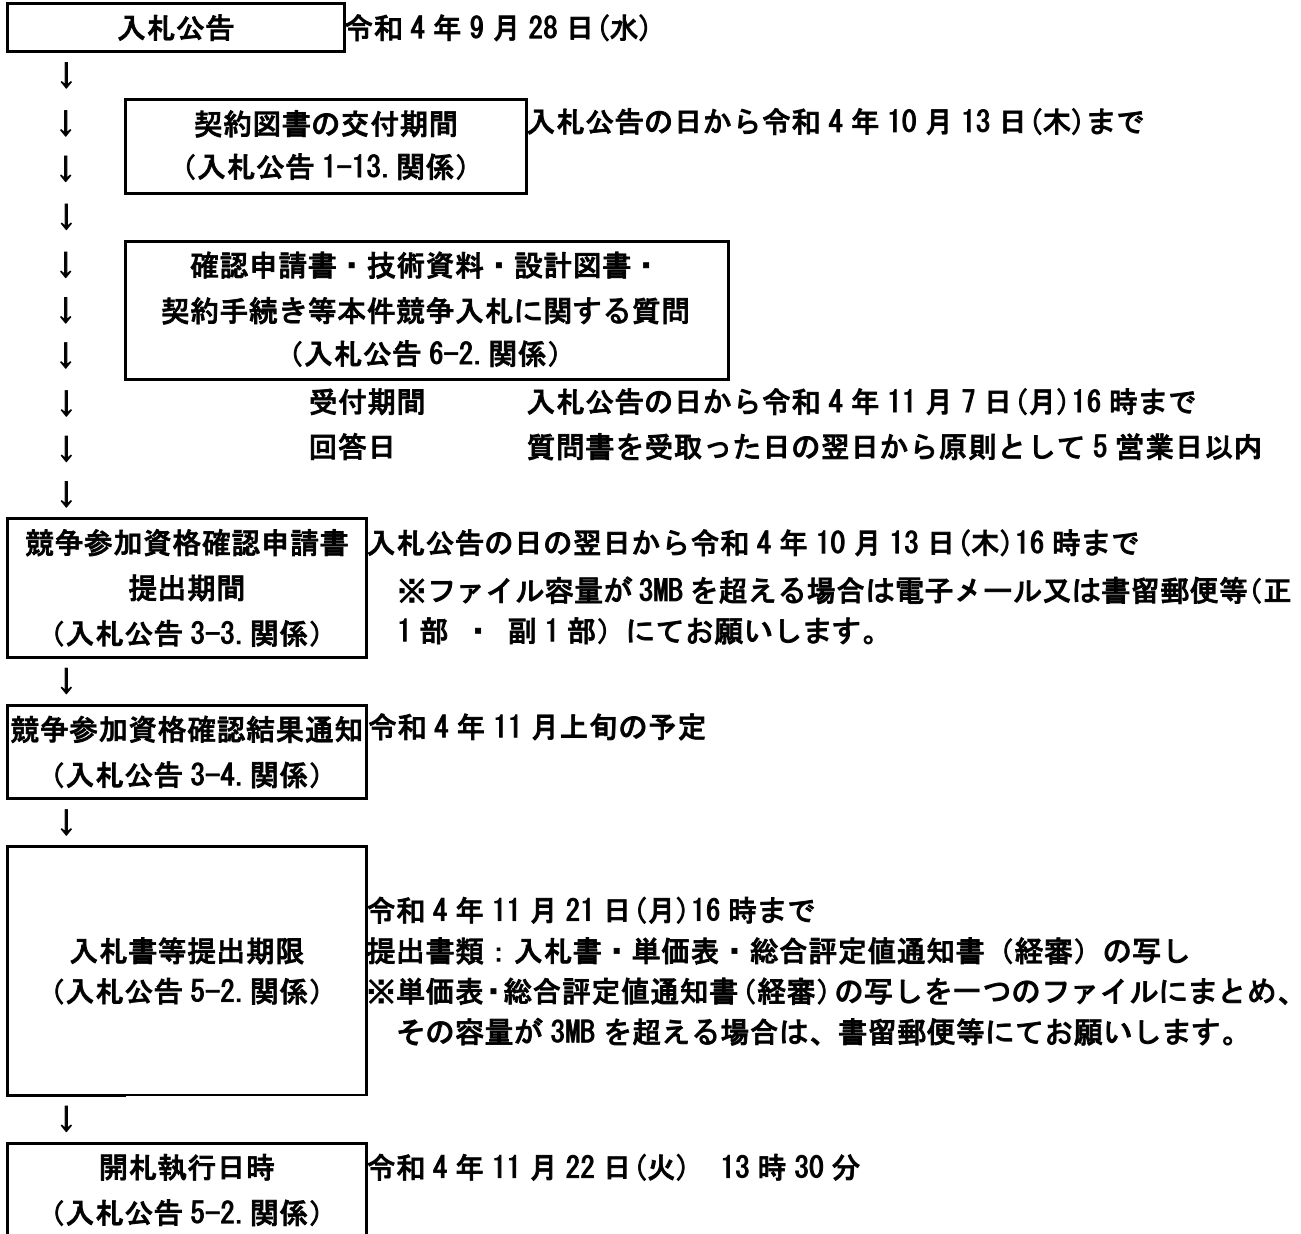 入札公告 令和4年9月28日(水)
↓
↓ 契約図書の交付期間 入札公告の日から令和4年10月13日(木)まで
↓ (入札公告1-13.関係)
↓
↓ 確認申請書・技術資料・設計図書・
↓ 契約手続き等本件競争入札に関する質問
↓ (入札公告6-2.関係)
↓ 受付期間 入札公告の日から令和4年11月7日(月)16時まで
↓ 回答日 質問書を受取った日の翌日から原則として5営業日以内
↓
競争参加資格確認申請書 入札公告の日の翌日から令和4年10月13日(木)16時まで
提出期間 ※ファイル容量が3MBを超える場合は電子メール又は書留郵便等(正
(入札公告3-3.関係) 1部 ・ 副1部) にてお願いします。
↓
競争参加資格確認結果通知 令和4年11月上旬の予定
(入札公告3-4.関係)
↓
令和4年11月21日(月)16時まで
入札書等提出期限 提出書類：入札書・単価表・総合評定値通知書（経審）の写し
(入札公告5-2.関係) ※単価表・総合評定値通知書(経審)の写しを一つのファイルにまとめ、
その容量が3MBを超える場合は、書留郵便等にてお願いします。
↓
開札執行日時 令和4年11月22日(火) 13時30分
(入札公告5-2.関係)